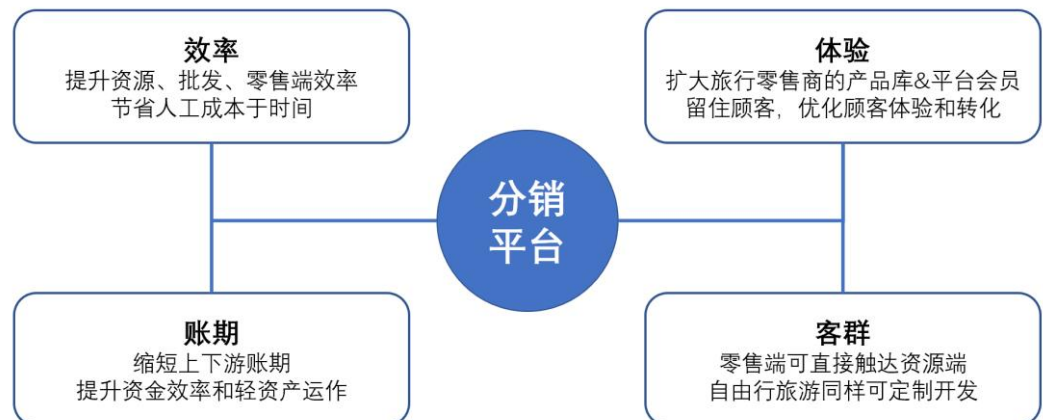 效率
提升资源、批发、零售端效率
节省人工成本于时间
体验
扩大旅行零售商的产品库&平台会员
留住顾客，优化顾客体验和转化
分销
平台
账期
缩短上下游账期
提升资金效率和轻资产运作
客群
零售端可直接触达资源端
自由行旅游同样可定制开发